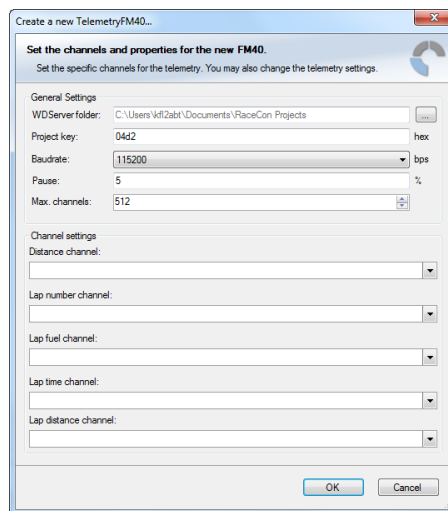 Create a new TelemetryFM40...
Set the channels and properties for the new FM40.
Set the specific channels for the telemetry. You may also change the telemetry settings.
General Settings
WDServer folder: C:\Users\kfl2abt\Documents\RaceCon Projects ...
Project key: 04d2 hex
Baudrate: 115200 bps
Pause: 5 %
Max. channels: 512
Channel settings
Distance channel:
Lap number channel:
Lap fuel channel:
Lap time channel:
Lap distance channel:
OK Cancel